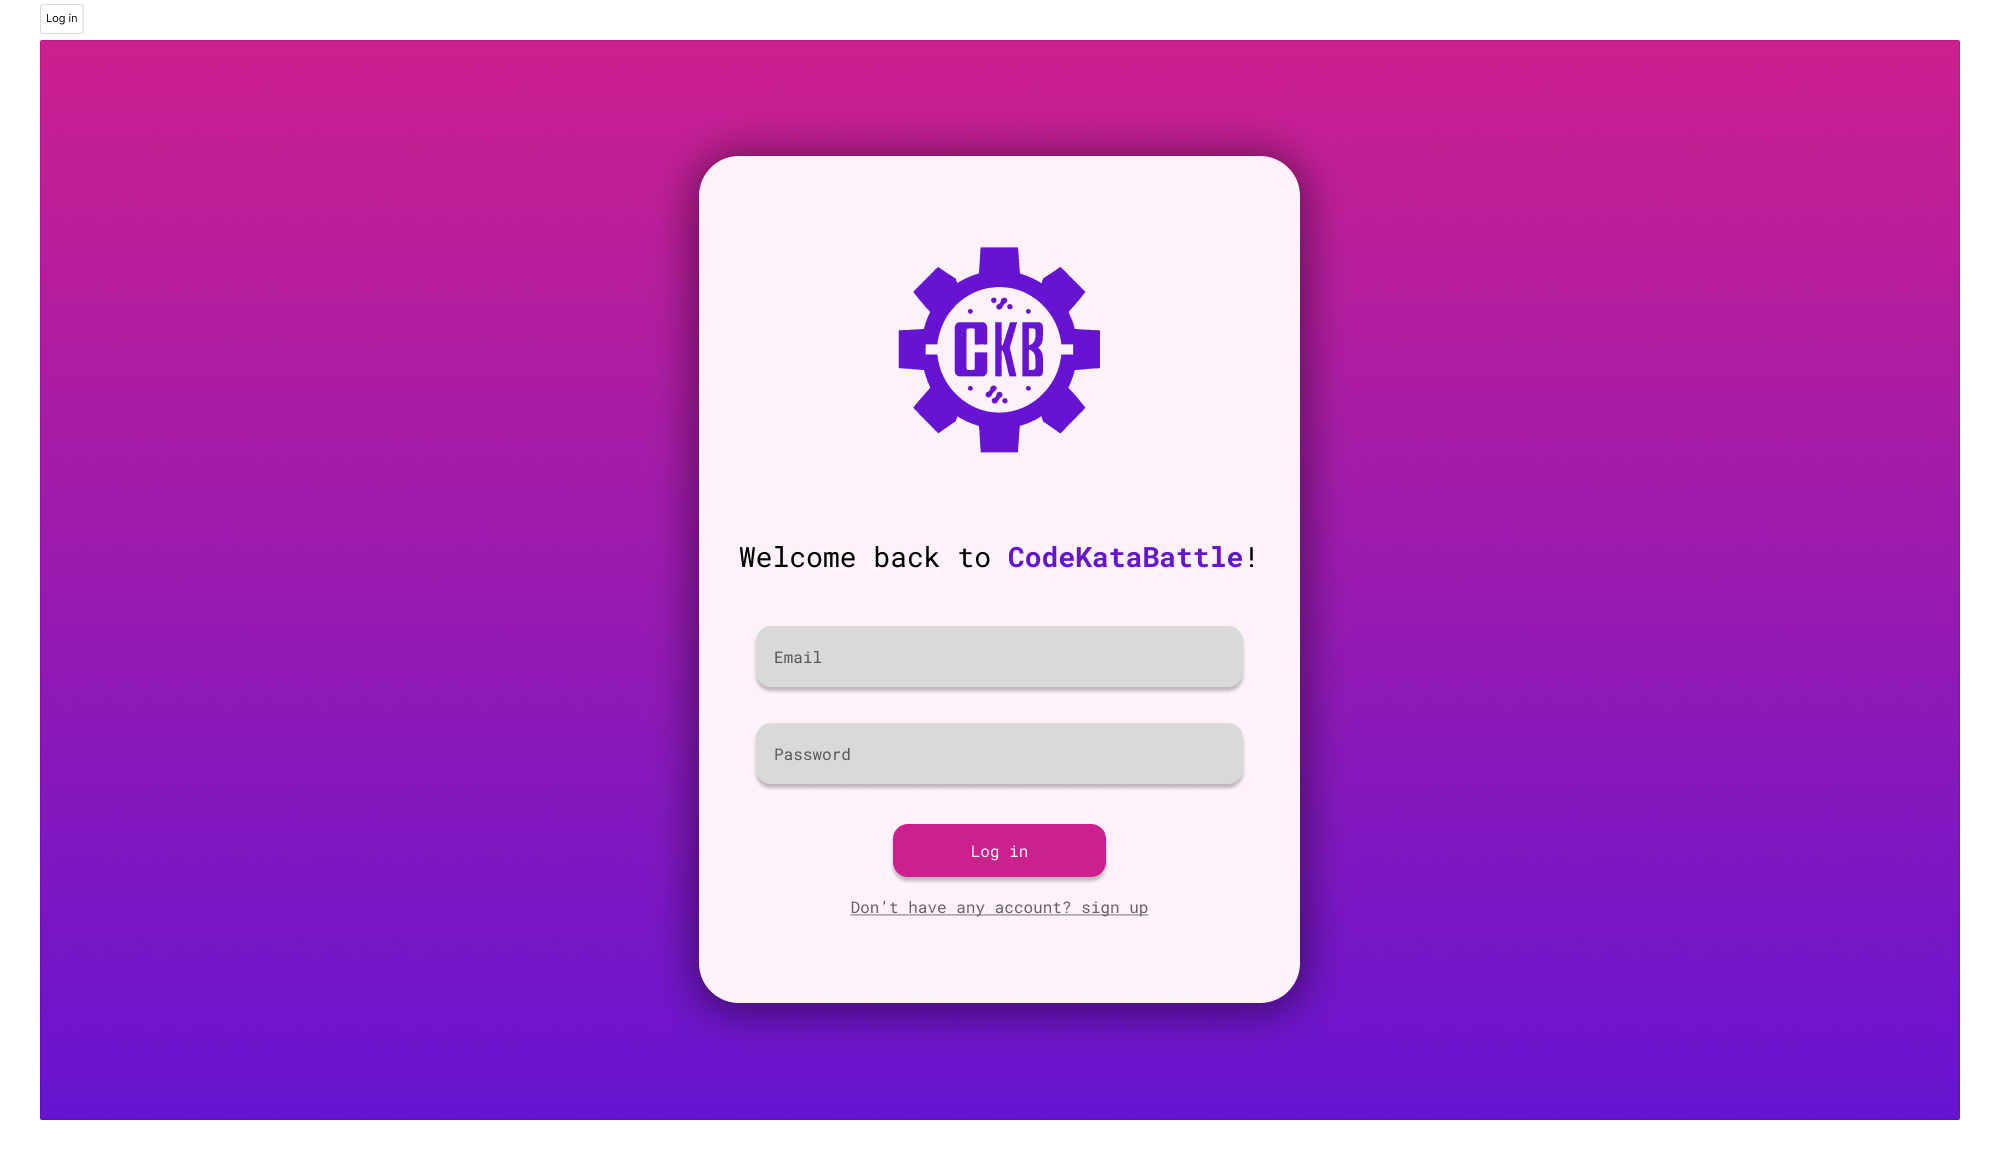 Log in
CKB
Welcome back to CodeKataBattle!
Email
Password
Log in
Don’t have any account? sign up